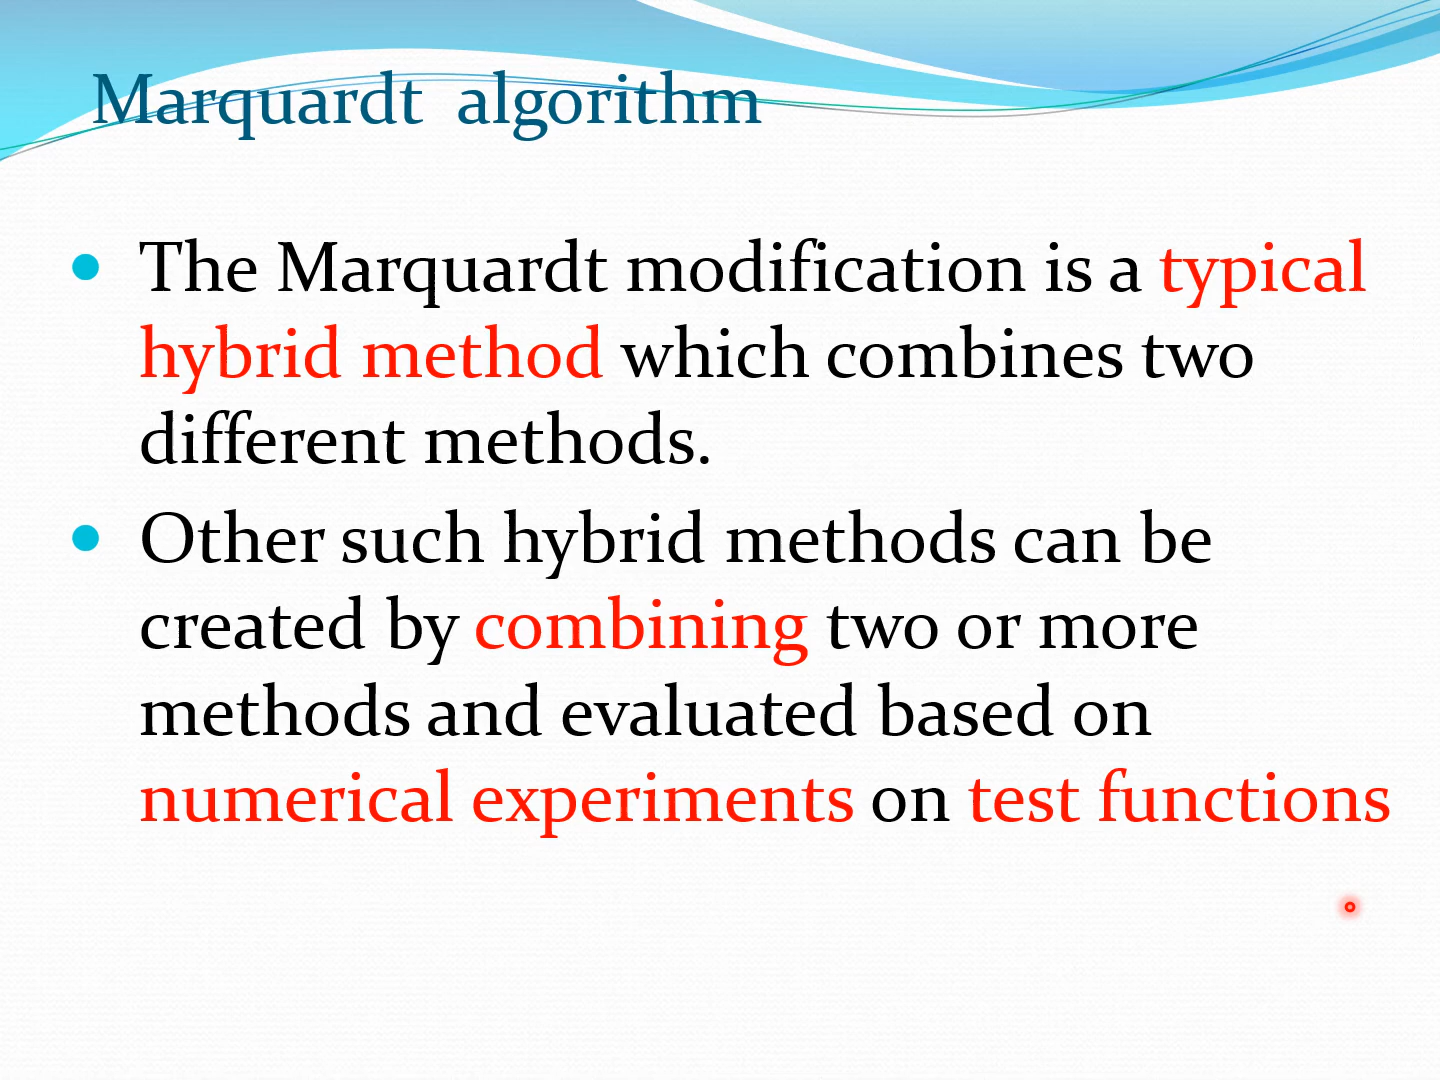 Marquardt algorithm
The Marquardt modification is a typical
hybrid method which combines two
different methods.
Other such hybrid methods can be
created by combining two or more
methods and evaluated based on
numerical experiments on test functions